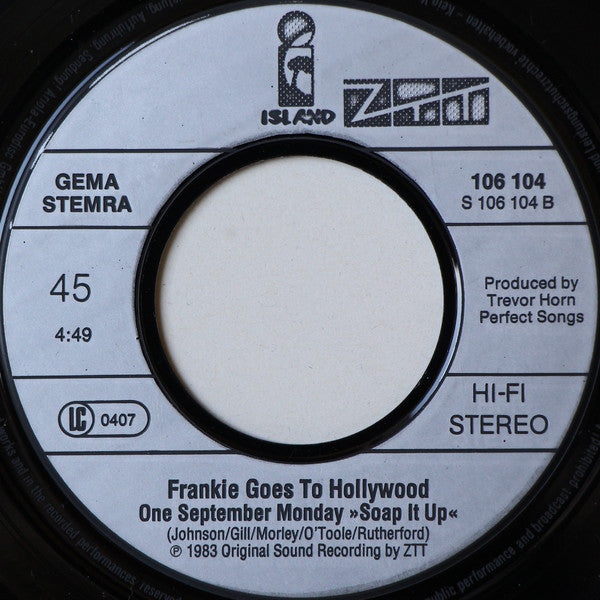 ISLAND ZTT
GEMA
STEMRA
106 104
S 106 104 B
45
4:49
Produced by
Trevor Horn
Perfect Songs
LC 0407
HI-FI
STEREO
Frankie Goes To Hollywood
One September Monday »Soap It Up«
(Johnson/Gill/Morley/O'Toole/Rutherford)
℗ 1983 Original Sound Recording by ZTT